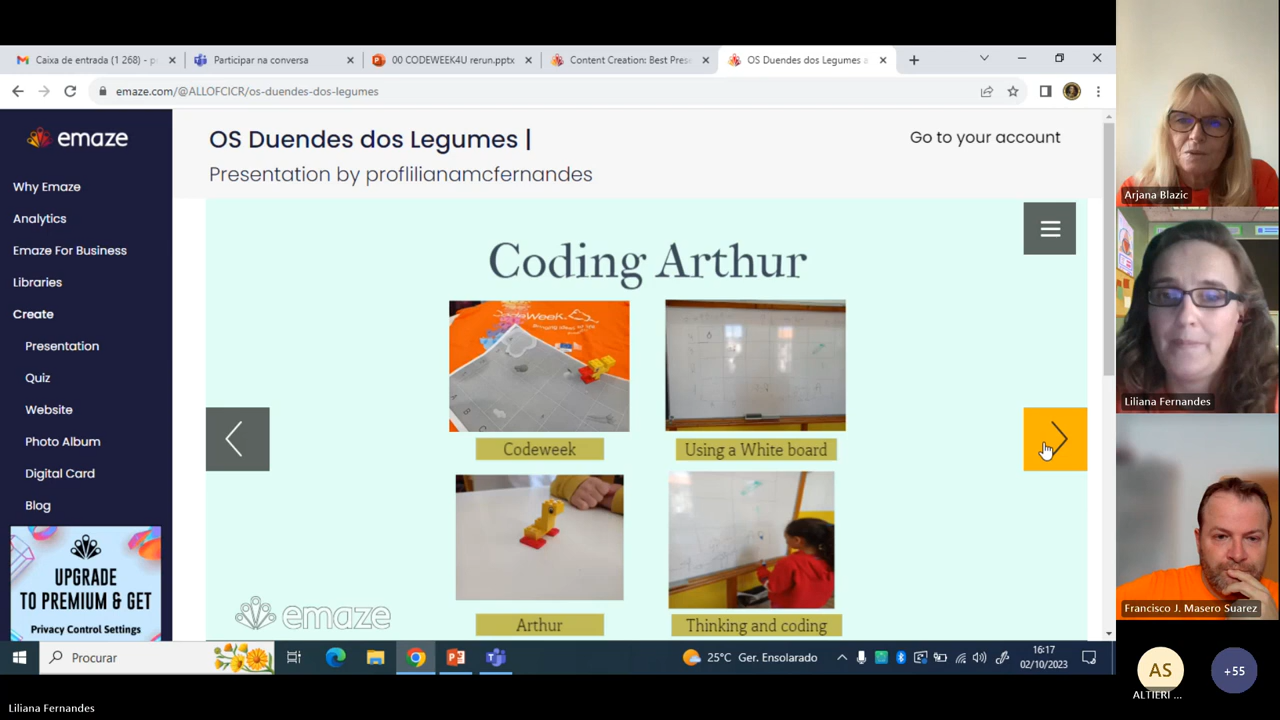 Caixa de entrada (1 268) - p
Participar na conversa
00 CODEWEEK4U rerun.pptx
Content Creation: Best Pres
OS Duendes dos Legumes a
emaze.com/@ALLOFCICR/os-duendes-dos-legumes
emaze
OS Duendes dos Legumes |
Go to your account
Presentation by proflilianamcfernandes
Why Emaze
Analytics
Emaze For Business
Libraries
Create
Presentation
Quiz
Website
Photo Album
Digital Card
Blog
UPGRADE
TO PREMIUM & GET
Privacy Control Settings
Coding Arthur
Codeweek
Using a White board
Arthur
Thinking and coding
emaze
Arjana Blazic
Liliana Fernandes
Francisco J. Masero Suarez
AS
ALTIERI ...
+55
Procurar
25°C Ger. Ensolarado
16:17
02/10/2023
Liliana Fernandes